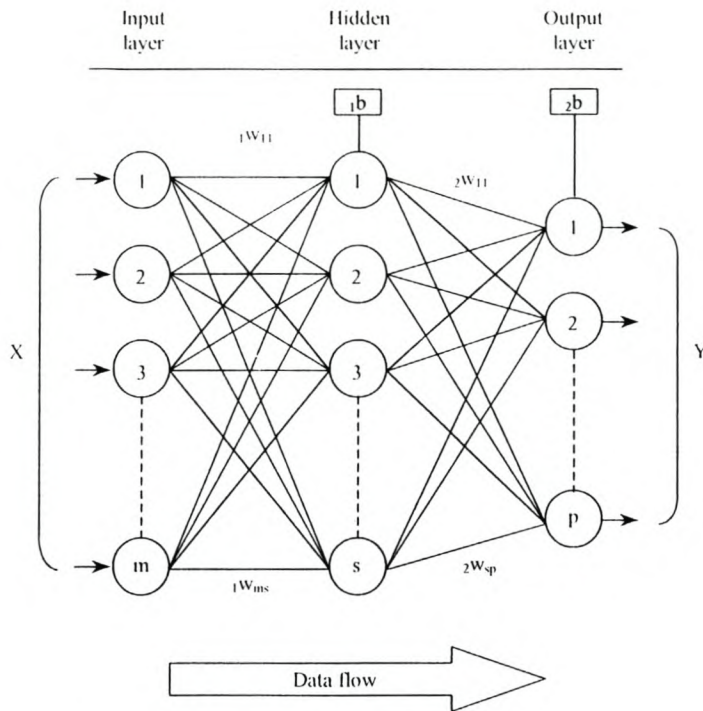 Input layer
Hidden layer
Output layer
₁b
₂b
₁w₁₁
₂w₁₁
1
1
1
2
2
2
3
3
X
Y
m
s
p
₁wₘₛ
₂wₛₚ
Data flow